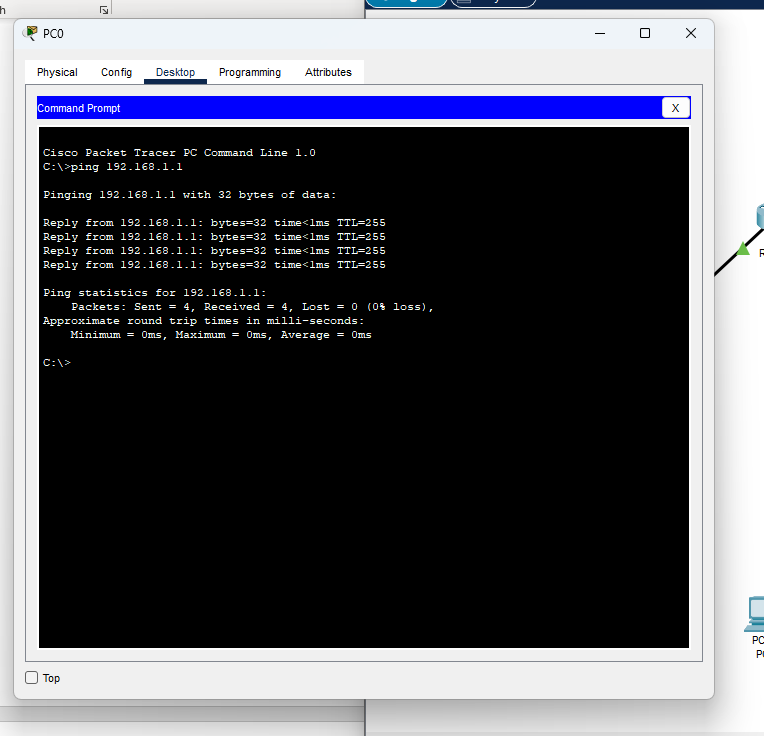 h
PC0
Physical Config Desktop Programming Attributes
Command Prompt
X
Cisco Packet Tracer PC Command Line 1.0
C:\>ping 192.168.1.1
Pinging 192.168.1.1 with 32 bytes of data:
Reply from 192.168.1.1: bytes=32 time<1ms TTL=255
Reply from 192.168.1.1: bytes=32 time<1ms TTL=255
Reply from 192.168.1.1: bytes=32 time<1ms TTL=255
Reply from 192.168.1.1: bytes=32 time<1ms TTL=255
Ping statistics for 192.168.1.1:
Packets: Sent = 4, Received = 4, Lost = 0 (0% loss),
Approximate round trip times in milli-seconds:
Minimum = 0ms, Maximum = 0ms, Average = 0ms
C:\>
R
PC
PC
Top